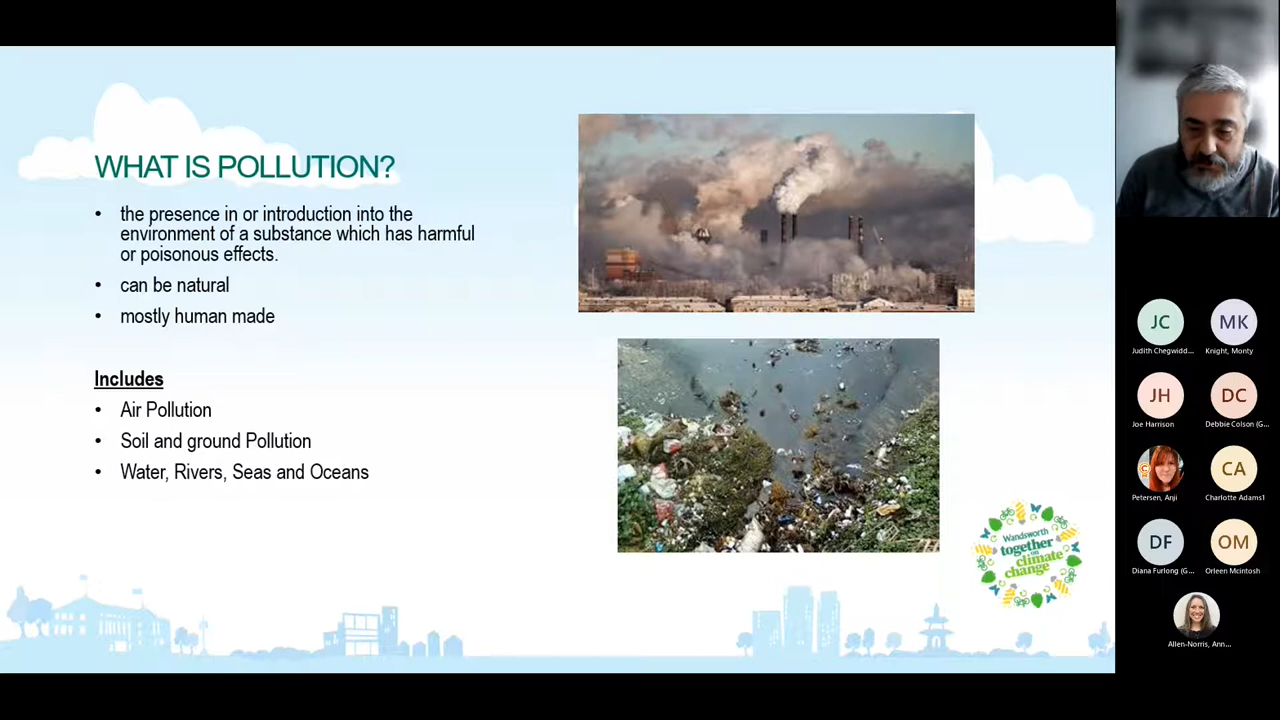 WHAT IS POLLUTION?
• the presence in or introduction into the
environment of a substance which has harmful
or poisonous effects.
• can be natural
• mostly human made
Includes
• Air Pollution
• Soil and ground Pollution
• Water, Rivers, Seas and Oceans
Wandsworth
together
on
climate
change
JC
MK
Judith Chegwidd...
Knight, Monty
JH
DC
Joe Harrison
Debbie Colson (G...
Petersen, Anji
CA
Charlotte Adams1
DF
OM
Diana Furlong (G...
Orleen Mcintosh
Allen-Norris, Ann...